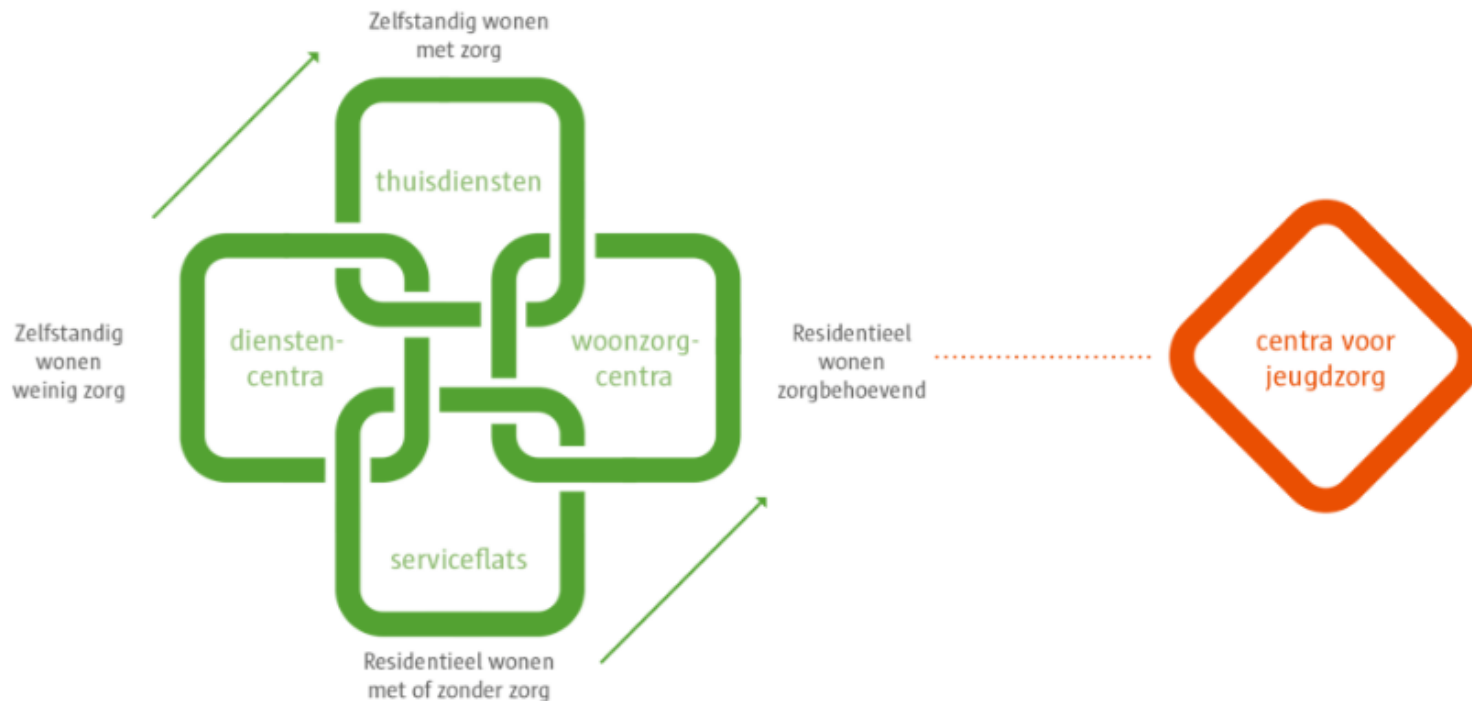 Zelfstandig wonen
met zorg
thuisdiensten
Zelfstandig
wonen
weinig zorg
diensten-
centra
woonzorg-
centra
Residentieel
wonen
zorgbehoevend
centra voor
jeugdzorg
serviceflats
Residentieel wonen
met of zonder zorg